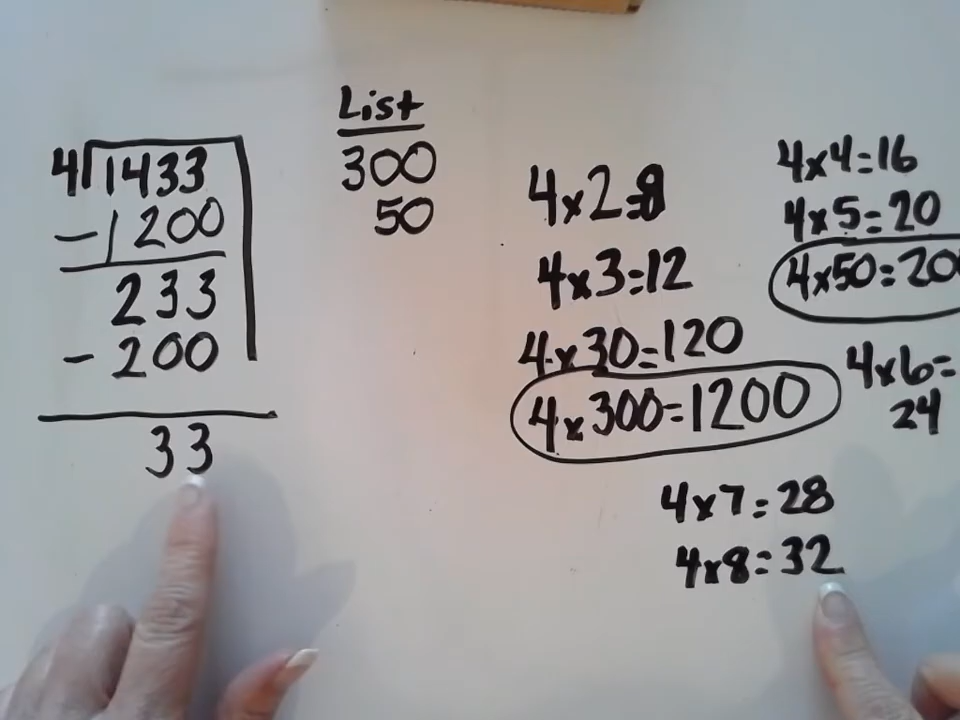 4 1433
-1200
233
- 200
33
List
300
50
4x2=8
4x3=12
4x30=120
4x300=1200
4x4=16
4x5=20
4x50=200
4x6=
24
4x7=28
4x8=32